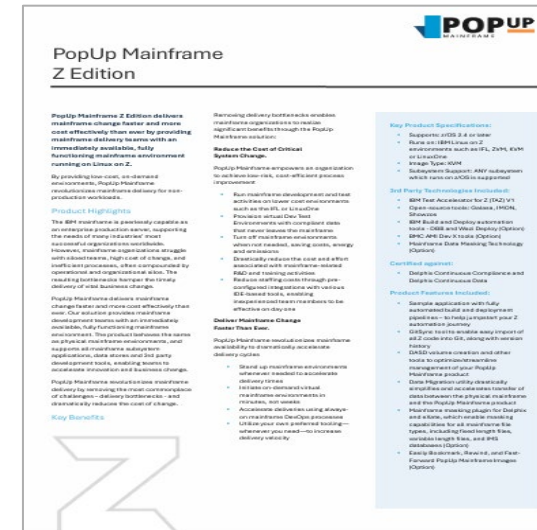 POPUP
MAINFRAME
PopUp Mainframe
Z Edition
PopUp Mainframe Z Edition delivers
mainframe change faster and more
cost effectively than ever by providing
mainframe delivery teams with an
immediately available, fully
functioning mainframe environment
running on Linux on Z.
By providing low-cost, on-demand
environments, PopUp Mainframe
revolutionizes mainframe delivery for non-
production workloads.
Product Highlights
The IBM mainframe is peerlessly capable as
an enterprise production server, supporting
the needs of many industries' most
successful organizations worldwide.
However, mainframe organizations struggle
with siloed teams, high cost of change, and
inefficient processes, often compounded by
operational and organizational silos. The
resulting bottlenecks hamper the timely
delivery of vital business change.
PopUp Mainframe delivers mainframe
change faster and more cost effectively than
ever. Our solution provides mainframe
development teams with an immediately
available, fully functioning mainframe
environment. The product behaves the same
as physical mainframe environments, and
supports all mainframe subsystem
applications, data stores and 3rd party
development tools, enabling teams to
accelerate innovation and business change.
PopUp Mainframe revolutionizes mainframe
delivery by removing the most commonplace
of challenges - delivery bottlenecks - and
dramatically reduces the cost of change.
Key Benefits
Removing delivery bottlenecks enables
mainframe organizations to realize
significant benefits through the PopUp
Mainframe solution:
Reduce the Cost of Critical
System Change.
PopUp Mainframe empowers an organization
to achieve low-risk, cost-efficient process
improvement
• Run mainframe development and test
activities on lower cost environments
such as the IFL or LinuxOne
• Provision virtual Dev Test
Environments with compliant data
that never leaves the mainframe
• Turn off mainframe environments
when not needed, saving costs, energy
and emissions
• Drastically reduce the cost and effort
associated with mainframe-related
R&D and training activities
• Reduce staffing costs through pre-
configured integrations with various
IDE-based tools, enabling
inexperienced team members to be
effective on day one
Deliver Mainframe Change
Faster Than Ever.
PopUp Mainframe revolutionizes mainframe
availability to dramatically accelerate
delivery cycles
• Stand up mainframe environments
whenever needed to accelerate
delivery times
• Initiate on-demand virtual
mainframe environments in
minutes, not weeks
• Accelerate deliveries using always-
on mainframe DevOps processes
• Utilize your own preferred tooling—
whenever you need—to increase
delivery velocity
Key Product Specifications:
• Supports: z/OS 2.4 or later
• Runs on: IBM Linux on Z
environments such as IFL, ZVM, KVM
or LinuxOne
• Image Type: KVM
• Subsystem Support: ANY subsystem
which runs on z/OS is supported
3rd Party Technologies Included:
• IBM Test Accelerator for Z (TAZ) V1
• Open-source tools: Galasa, IMON,
Showzos
• IBM Build and Deploy automation
tools - DBB and Wazi Deploy (Option)
• BMC AMI Dev X tools (Option)
• Mainframe Data Masking Technology
(Option)
Certified against:
• Delphix Continuous Compliance and
Delphix Continuous Data
Product Features Included:
• Sample application with fully
automated build and deployment
pipelines – to help jumpstart your Z
automation journey
• GitSync tool to enable easy import of
all Z code into Git, along with version
history
• DASD volume creation and other
tools to optimize/streamline
management of your PopUp
Mainframe product
• Data Migration utility drastically
simplifies and accelerates transfer of
data between the physical mainframe
and the PopUp Mainframe product
• Mainframe masking plugin for Delphix
and eXate, which enable masking
capabilities for all mainframe file
types, including fixed length files,
variable length files, and IMS
databases (Option)
• Easily Bookmark, Rewind, and Fast-
Forward PopUp Mainframe Images
(Option)